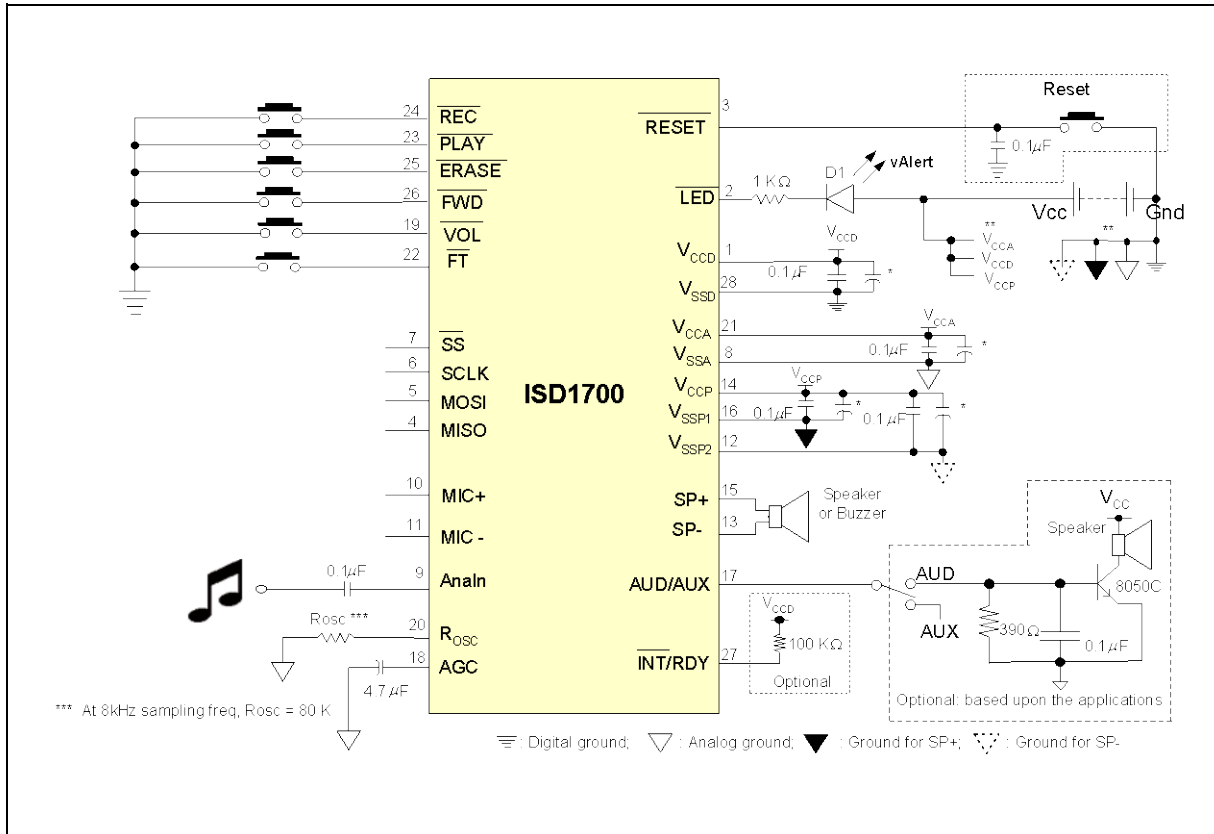 24
REC
23
PLAY
25
ERASE
26
FWD
19
VOL
22
FT
7
SS
6
SCLK
5
MOSI
4
MISO
10
MIC+
11
MIC -
0.1μF
9
AnaIn
Rosc ***
20
ROSC
18
AGC
4.7μF
*** At 8kHz sampling freq, Rosc = 80 K
ISD1700
Reset
3
RESET
0.1μF
D1
vAlert
1 KΩ
2
LED
Vcc
Gnd
**
VCCA
VCCD
VCCP
**
VCCD
1
VCCD
0.1μF
*
28
VSSD
21
VCCA
VCCA
0.1μF
*
8
VSSA
14
VCCP
VCCP
0.1μF
*
0.1μF
*
16
VSSP1
12
VSSP2
15
SP+
13
SP-
Speaker
or Buzzer
17
AUD/AUX
AUD
AUX
VCC
Speaker
8050C
390Ω
0.1μF
Optional: based upon the applications
VCCD
100 KΩ
27
INT/RDY
Optional
: Digital ground; : Analog ground; : Ground for SP+; : Ground for SP-